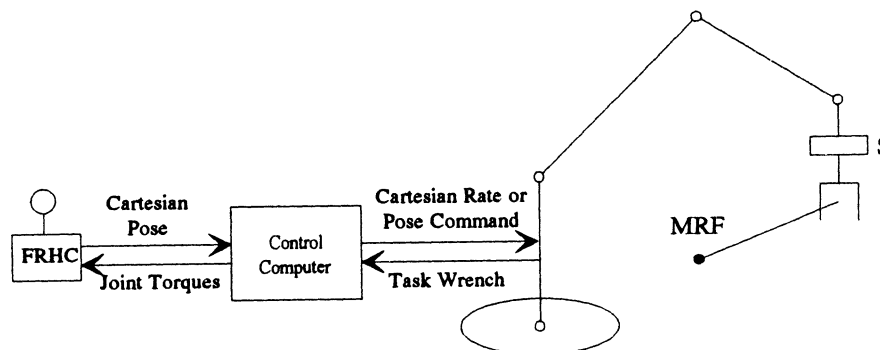 Cartesian
Pose
FRHC
Joint Torques
Control
Computer
Cartesian Rate or
Pose Command
Task Wrench
MRF
S